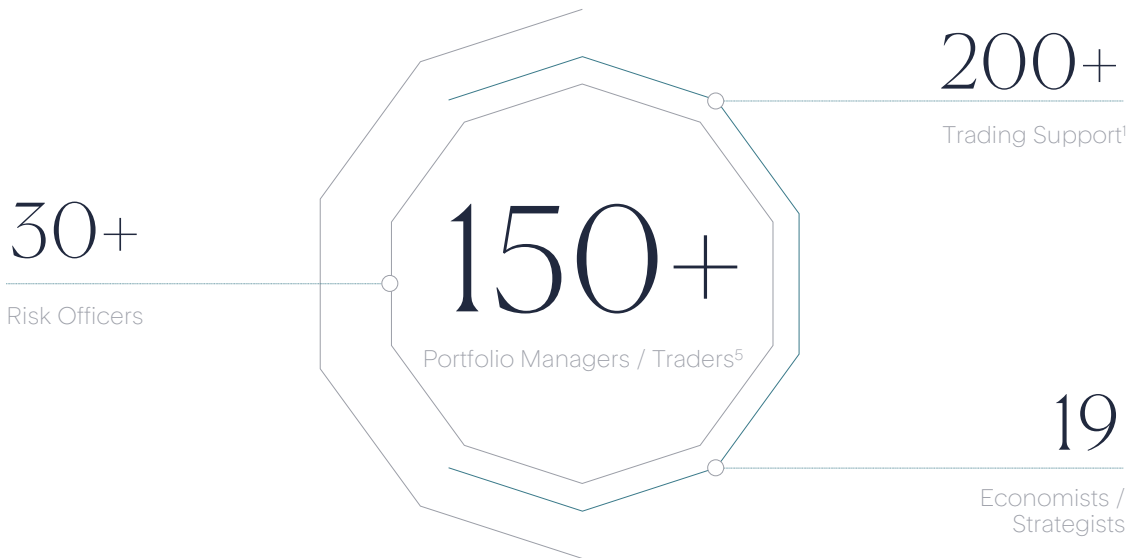 200+
Trading Support¹
30+
Risk Officers
150+
Portfolio Managers / Traders⁵
19
Economists /
Strategists